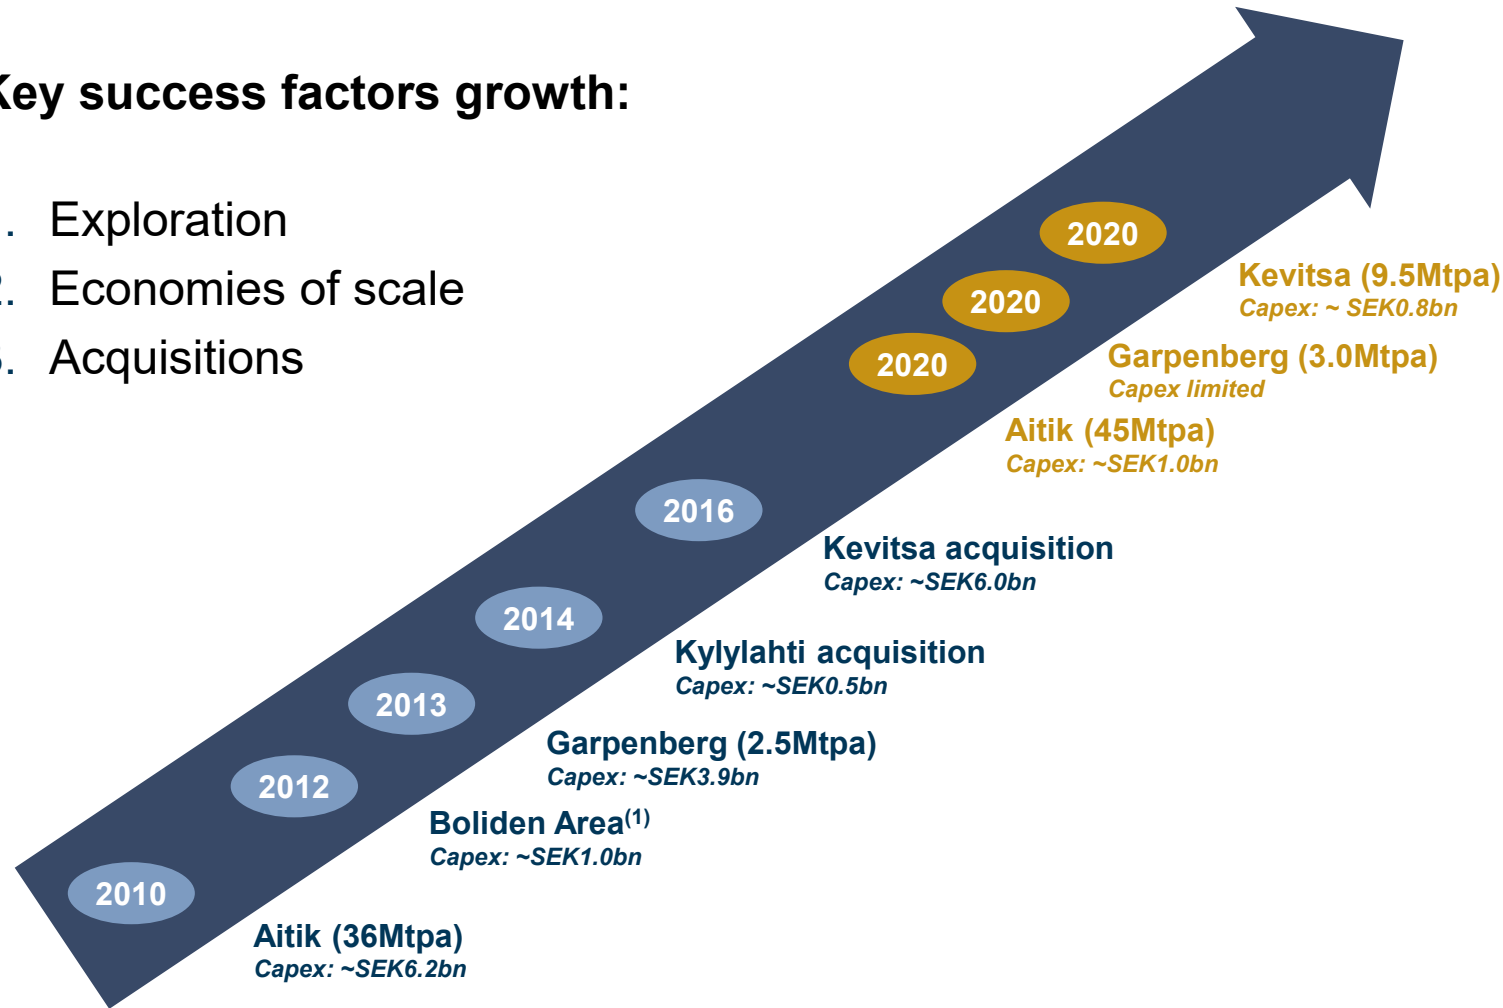 Key success factors growth:
1. Exploration
2. Economies of scale
3. Acquisitions
2020
Kevitsa (9.5Mtpa)
Capex: ~ SEK0.8bn
2020
Garpenberg (3.0Mtpa)
Capex limited
2020
Aitik (45Mtpa)
Capex: ~SEK1.0bn
2016
Kevitsa acquisition
Capex: ~SEK6.0bn
2014
Kylylahti acquisition
Capex: ~SEK0.5bn
2013
Garpenberg (2.5Mtpa)
Capex: ~SEK3.9bn
2012
Boliden Area(1)
Capex: ~SEK1.0bn
2010
Aitik (36Mtpa)
Capex: ~SEK6.2bn